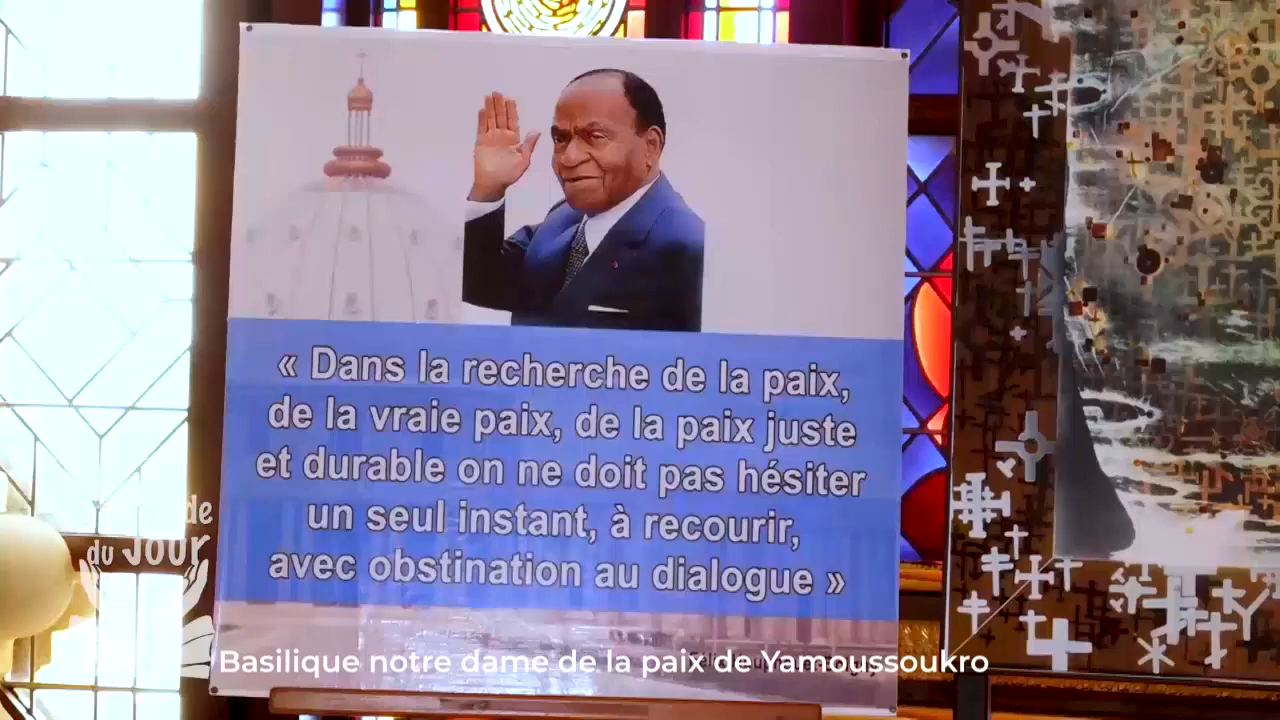 « Dans la recherche de la paix,
de la vraie paix, de la paix juste
et durable on ne doit pas hésiter
un seul instant, à recourir,
avec obstination au dialogue »
de
du Jour
Basilique notre dame de la paix de Yamoussoukro